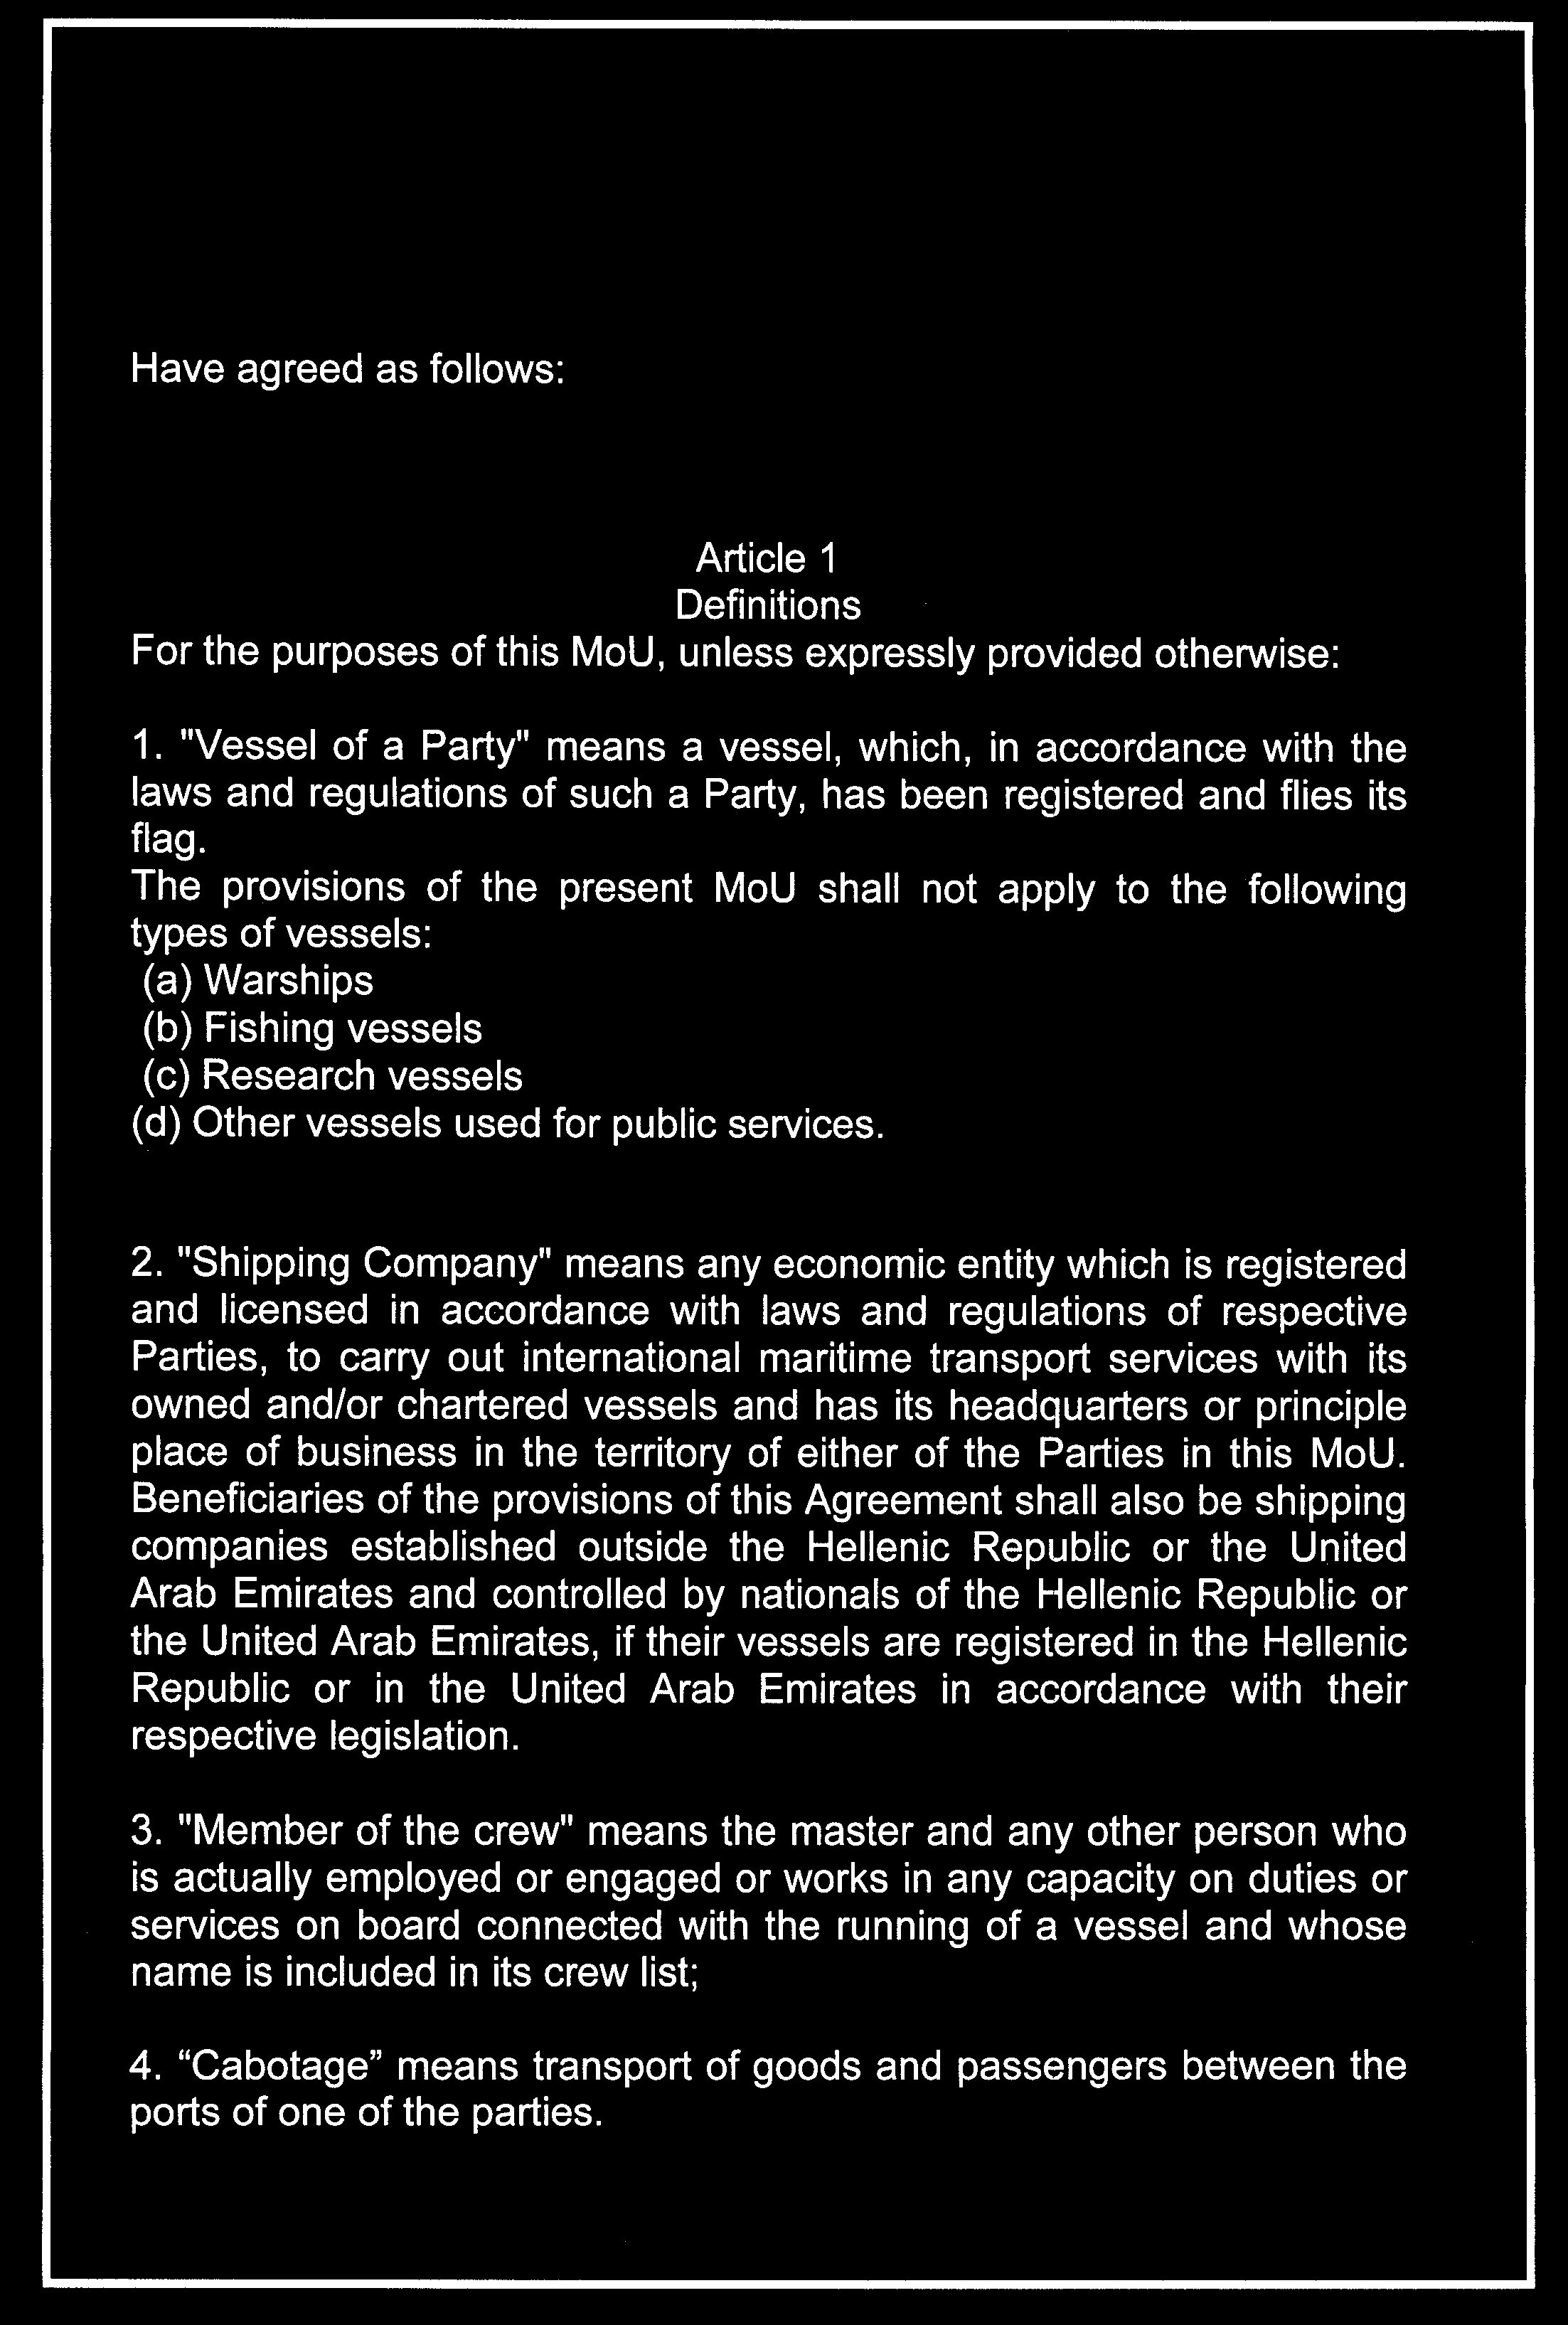 Have agreed as follows:
Article 1
Definitions
For the purposes of this MoU, unless expressly provided otherwise:
1. "Vessel of a Party" means a vessel, which, in accordance with the
laws and regulations of such a Party, has been registered and flies its
flag.
The provisions of the present MoU shall not apply to the following
types of vessels:
(a) Warships
(b) Fishing vessels
(c) Research vessels
(d) Other vessels used for public services.
2. "Shipping Company" means any economic entity which is registered
and licensed in accordance with laws and regulations of respective
Parties, to carry out international maritime transport services with its
owned and/or chartered vessels and has its headquarters or principle
place of business in the territory of either of the Parties in this MoU.
Beneficiaries of the provisions of this Agreement shall also be shipping
companies established outside the Hellenic Republic or the United
Arab Emirates and controlled by nationals of the Hellenic Republic or
the United Arab Emirates, if their vessels are registered in the Hellenic
Republic or in the United Arab Emirates in accordance with their
respective legislation.
3. "Member of the crew" means the master and any other person who
is actually employed or engaged or works in any capacity on duties or
services on board connected with the running of a vessel and whose
name is included in its crew list;
4. “Cabotage” means transport of goods and passengers between the
ports of one of the parties.